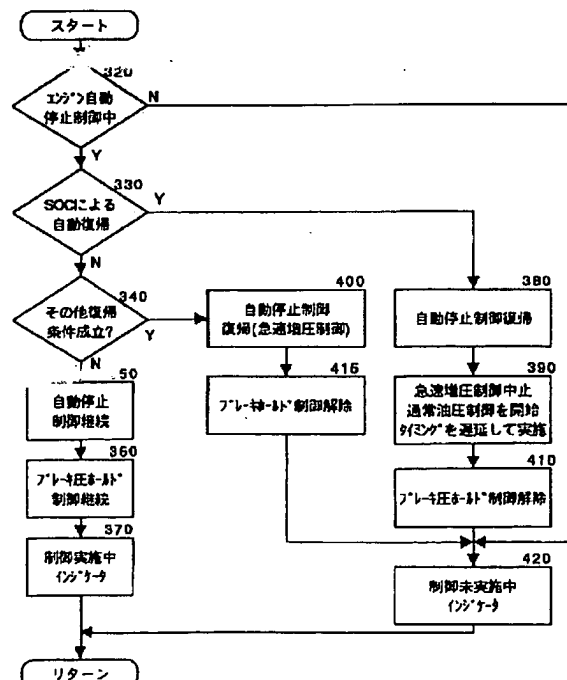 スタート
320
エンジン自動
停止制御中
N
Y
330
SOCによる
自動復帰
Y
N
340
その他復帰
条件成立?
Y
N
400
自動停止制御
復帰(急速増圧制御)
380
自動停止制御復帰
50
自動停止
制御継続
415
ブレーキホールド制御解除
390
急速増圧制御中止
通常油圧制御を開始
タイミングを遅延して実施
360
ブレーキ圧ホールド
制御継続
410
ブレーキ圧ホールド制御解除
370
制御実施中
インジケータ
420
制御未実施中
インジケータ
リターン